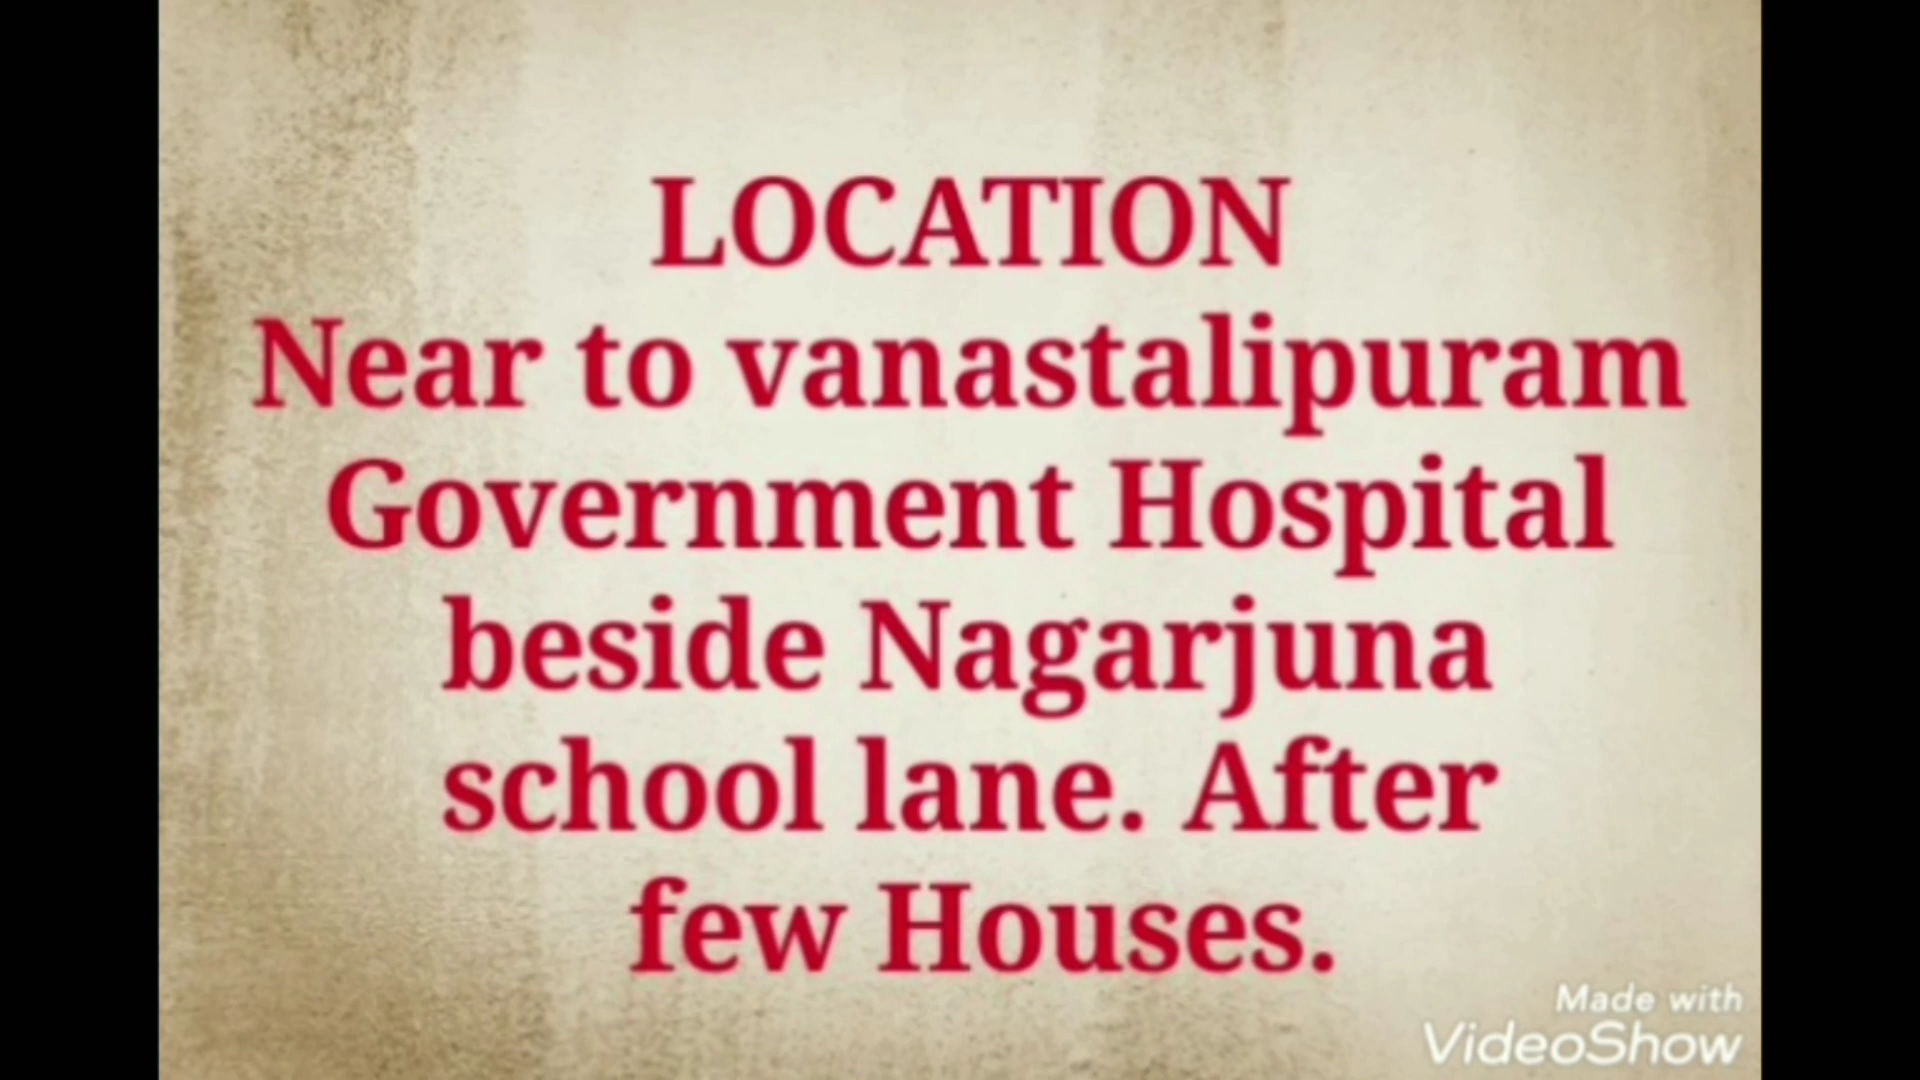 LOCATION
Near to vanastalipuram
Government Hospital
beside Nagarjuna
school lane. After
few Houses.
Made with
VideoShow